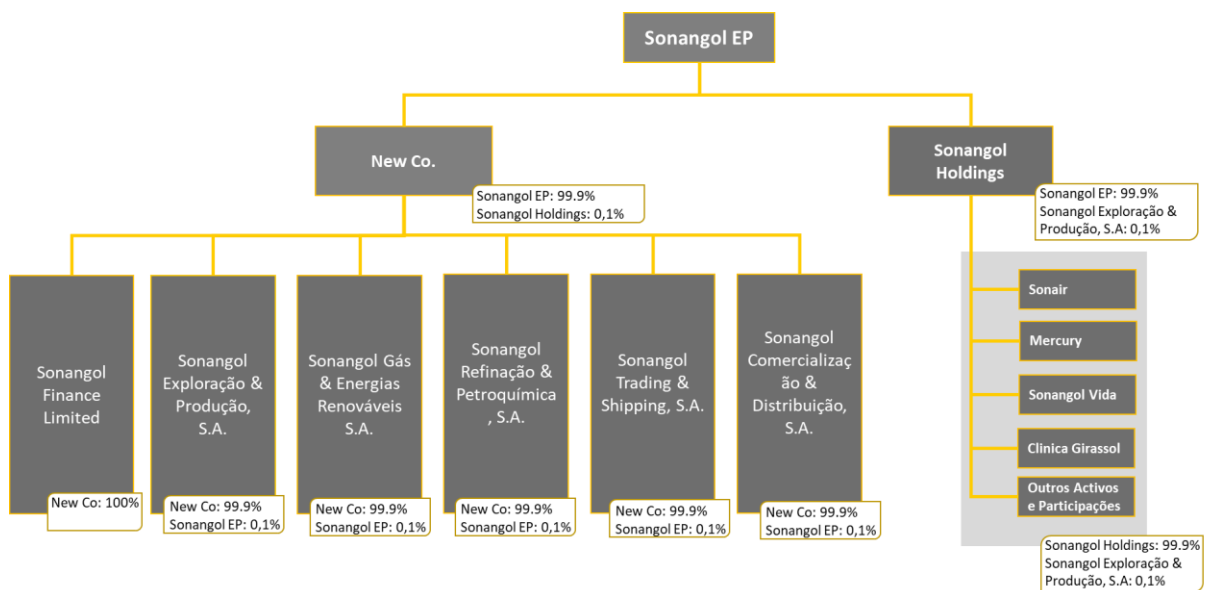 Sonangol EP
New Co.
Sonangol
Holdings
Sonangol EP: 99.9%
Sonangol Holdings: 0,1%
Sonangol EP: 99.9%
Sonangol Exploração &
Produção, S.A: 0,1%
Sonangol
Finance
Limited
New Co: 100%
Sonangol
Exploração &
Produção,
S.A.
New Co: 99.9%
Sonangol EP: 0,1%
Sonangol Gás
& Energias
Renováveis
S.A.
New Co: 99.9%
Sonangol EP: 0,1%
Sonangol
Refinação &
Petroquímica
, S.A.
New Co: 99.9%
Sonangol EP: 0,1%
Sonangol
Trading &
Shipping, S.A.
New Co: 99.9%
Sonangol EP: 0,1%
Sonangol
Comercializaç
ão &
Distribuição,
S.A.
New Co: 99.9%
Sonangol EP: 0,1%
Sonair
Mercury
Sonangol Vida
Clinica Girassol
Outros Activos
e Participações
Sonangol Holdings: 99.9%
Sonangol Exploração &
Produção, S.A: 0,1%